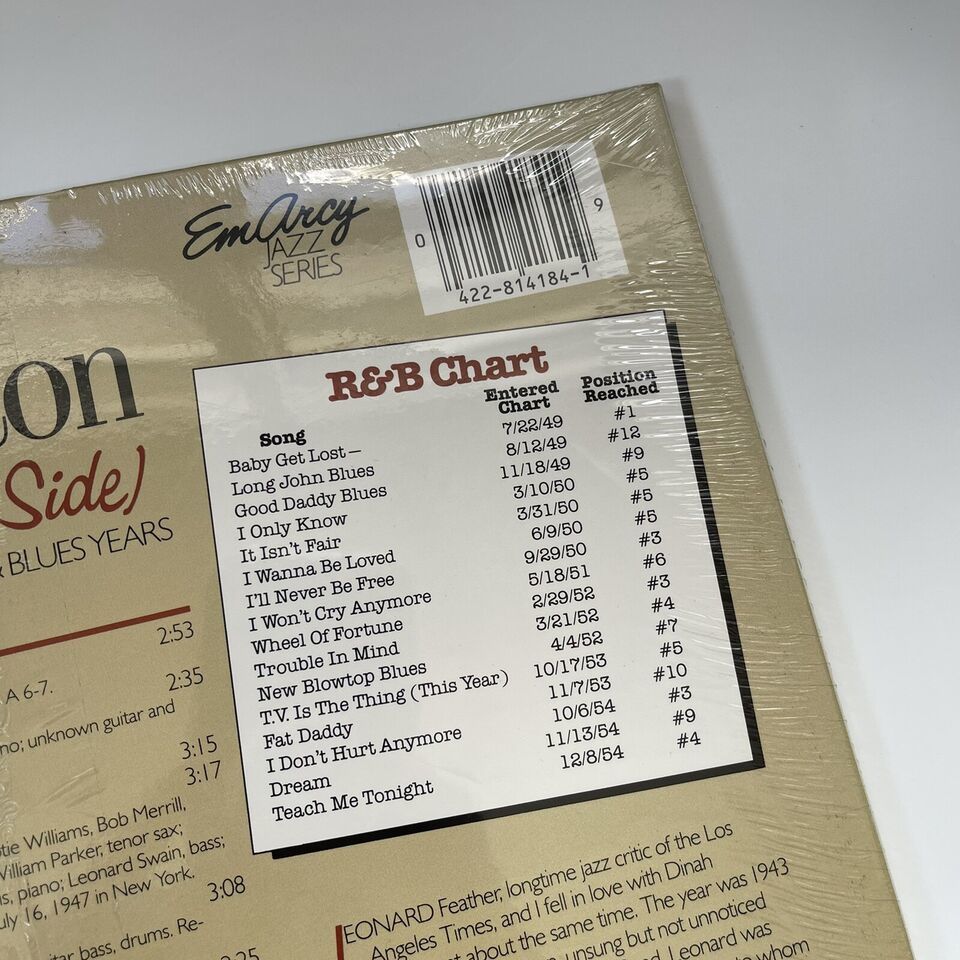 EmArcy
JAZZ
SERIES
0
9
422-814184-1
on
Side)
& BLUES YEARS
R&B Chart
Song Entered Chart Position Reached
Baby Get Lost— 7/22/49 #1
Long John Blues 8/12/49 #12
Good Daddy Blues 11/18/49 #9
I Only Know 3/10/50 #5
It Isn't Fair 3/31/50 #5
I Wanna Be Loved 6/9/50 #5
I'll Never Be Free 9/29/50 #3
I Won't Cry Anymore 5/18/51 #6
Wheel Of Fortune 2/29/52 #3
Trouble In Mind 3/21/52 #4
New Blowtop Blues 4/4/52 #7
T.V. Is The Thing (This Year) 10/17/53 #5
Fat Daddy 11/7/53 #10
I Don't Hurt Anymore 10/6/54 #3
Dream 11/13/54 #9
Teach Me Tonight 12/8/54 #4
2:53
A 6-7.
2:35
no; unknown guitar and
3:15
3:17
tie Williams, Bob Merrill,
William Parker, tenor sax;
s, piano; Leonard Swain, bass;
uly 16, 1947 in New York.
3:08
tar bass, drums. Re-
LEONARD Feather, longtime jazz critic of the Los
Angeles Times, and I fell in love with Dinah
about the same time. The year was 1943
unsung but not unnoticed
Leonard was
to whom